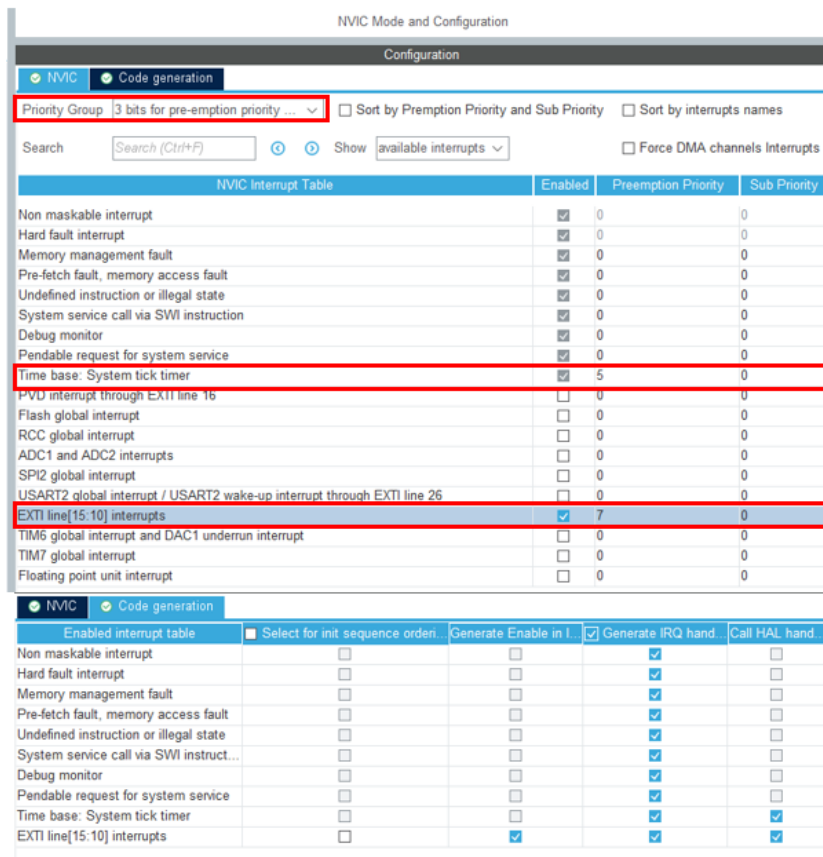 NVIC Mode and Configuration
Configuration
NVIC Code generation
Priority Group 3 bits for pre-emption priority ... Sort by Premption Priority and Sub Priority Sort by interrupts names
Search Search (Ctrl+F) Show available interrupts Force DMA channels Interrupts
NVIC Interrupt Table Enabled Preemption Priority Sub Priority
Non maskable interrupt 0 0
Hard fault interrupt 0 0
Memory management fault 0 0
Pre-fetch fault, memory access fault 0 0
Undefined instruction or illegal state 0 0
System service call via SWI instruction 0 0
Debug monitor 0 0
Pendable request for system service 0 0
Time base: System tick timer 5 0
PVD interrupt through EXTI line 16 0 0
Flash global interrupt 0 0
RCC global interrupt 0 0
ADC1 and ADC2 interrupts 0 0
SPI2 global interrupt 0 0
USART2 global interrupt / USART2 wake-up interrupt through EXTI line 26 0 0
EXTI line[15:10] interrupts 7 0
TIM6 global interrupt and DAC1 underrun interrupt 0 0
TIM7 global interrupt 0 0
Floating point unit interrupt 0 0
NVIC Code generation
Enabled interrupt table Select for init sequence orderi... Generate Enable in I... Generate IRQ hand... Call HAL hand...
Non maskable interrupt
Hard fault interrupt
Memory management fault
Pre-fetch fault, memory access fault
Undefined instruction or illegal state
System service call via SWI instruct...
Debug monitor
Pendable request for system service
Time base: System tick timer
EXTI line[15:10] interrupts